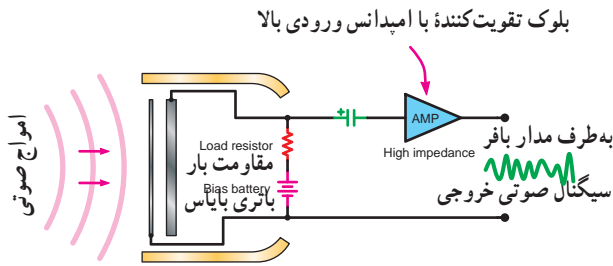 بلوک تقویت‌کنندهٔ با امپدانس ورودی بالا
امواج صوتی
AMP
High impedance
Load resistor
مقاومت بار
Bias battery
باتری بایاس
به‌طرف مدار بافر
سیگنال صوتی خروجی
+